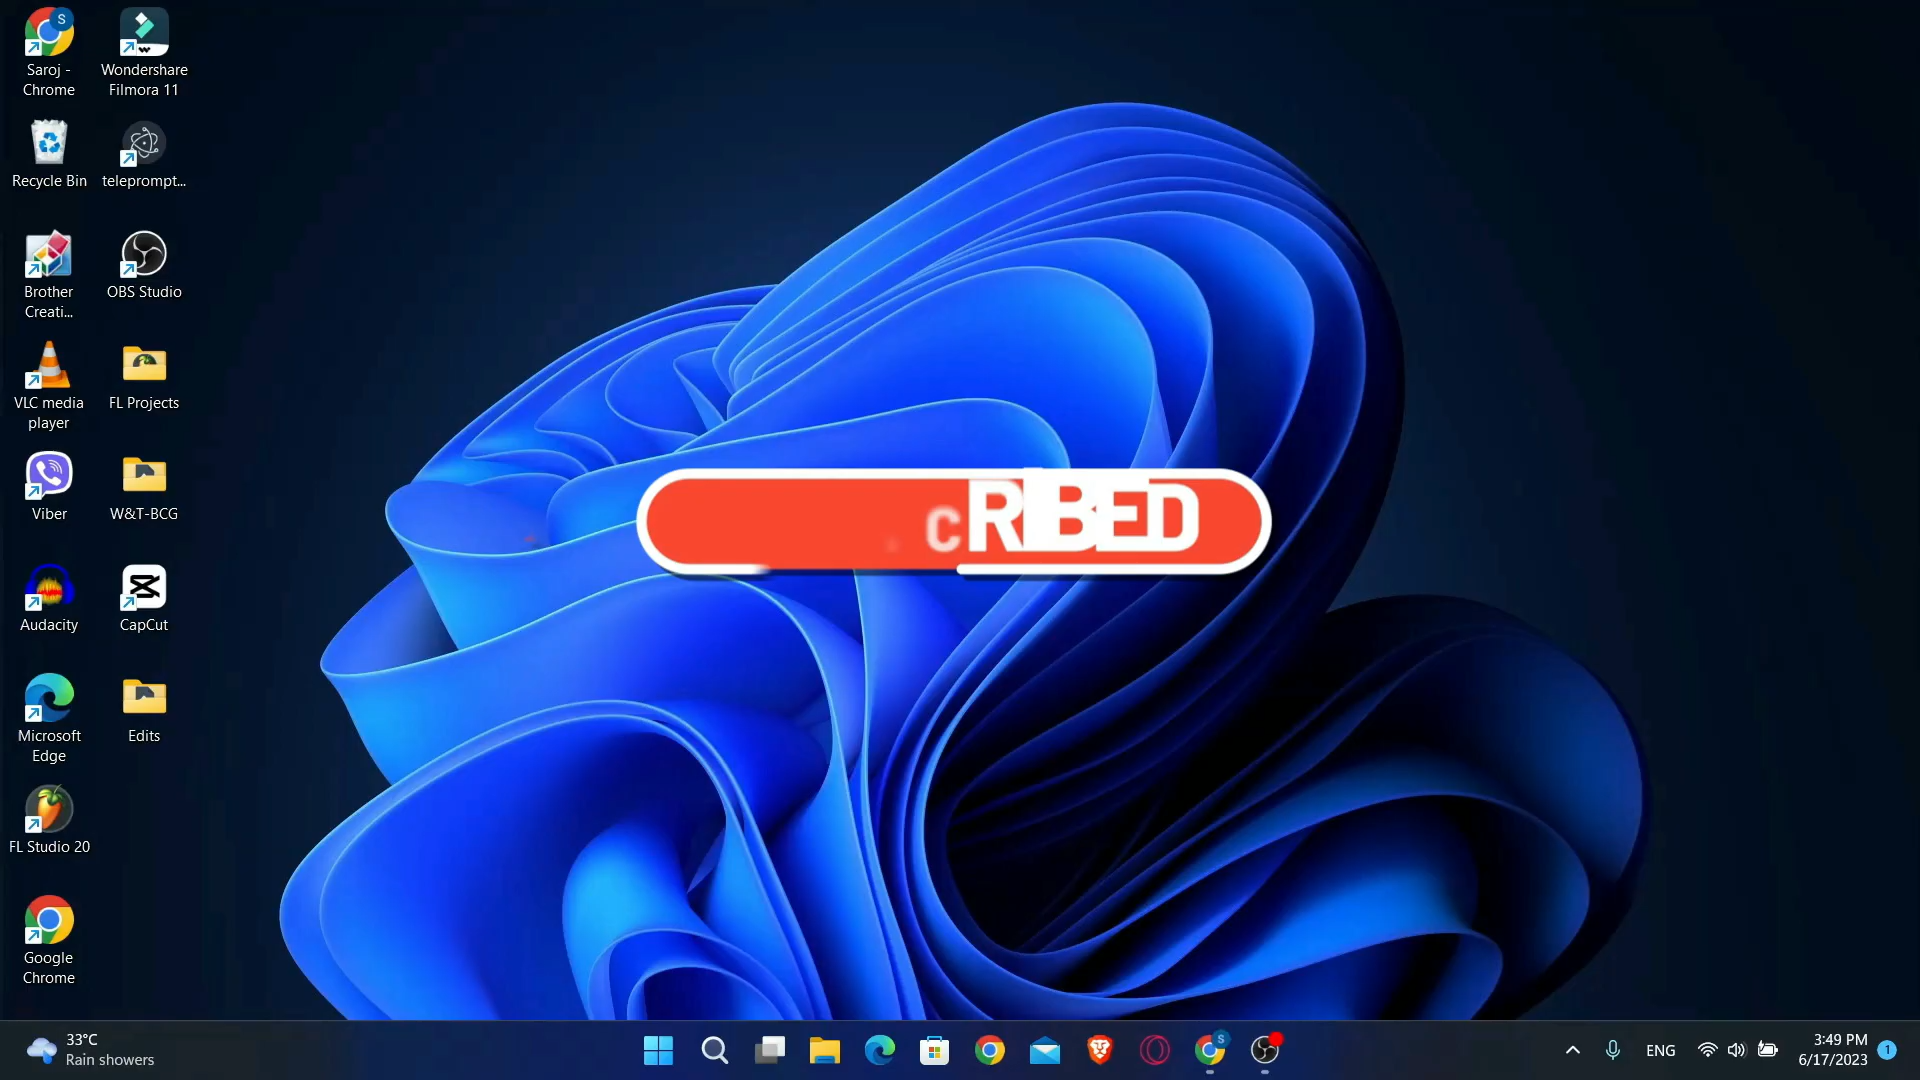 Saroj -
Chrome
Wondershare
Filmora 11
Recycle Bin
teleprompt...
Brother
Creati...
OBS Studio
VLC media
player
FL Projects
Viber
W&T-BCG
Audacity
CapCut
Microsoft
Edge
Edits
FL Studio 20
Google
Chrome
CRIBED
33°C
Rain showers
ENG
3:49 PM
6/17/2023
1